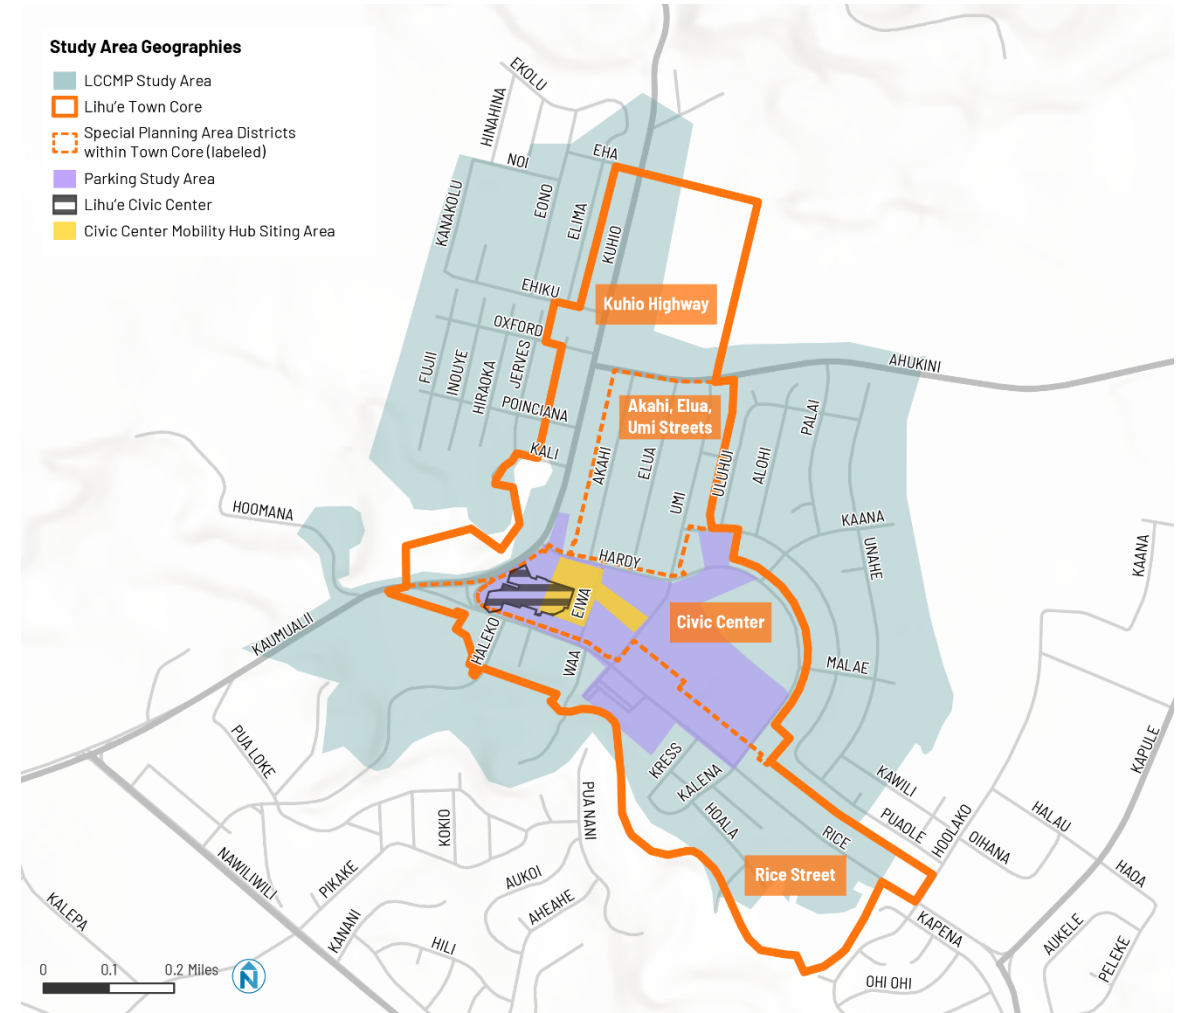 Study Area Geographies
LCCMP Study Area
Lihu‘e Town Core
Special Planning Area Districts
within Town Core (labeled)
Parking Study Area
Lihu‘e Civic Center
Civic Center Mobility Hub Siting Area
EKOLU
HINAHINA
NOI
EHA
EONO
ELIMA
KANAKOLU
KUHIO
EHIKU
Kuhio Highway
OXFORD
JERVES
FUJII
INOUYE
HIRAOKA
AHUKINI
POINCIANA
Akahi, Elua,
Umi Streets
PALAI
KALI
AKAHI
ELUA
UMI
ULUHUI
ALOHI
HOOMANA
KAANA
UNAHE
KAANA
HARDY
EIWA
Civic Center
KAUMUALII
HALEKO
WAA
MALAE
PUA LOKE
KRESS
KALENA
HOALA
KAWILI
PUAOLE
HOOLAKO
OIHANA
HALAU
KAPULE
PUA NANI
KOKIO
RICE
Rice Street
NAWILIWILI
PIKAKE
AUKOI
AHEAHE
KANANI
HILI
KALEPA
HAOA
KAPENA
AUKELE
PELEKE
OHI OHI
0 0.1 0.2 Miles
N